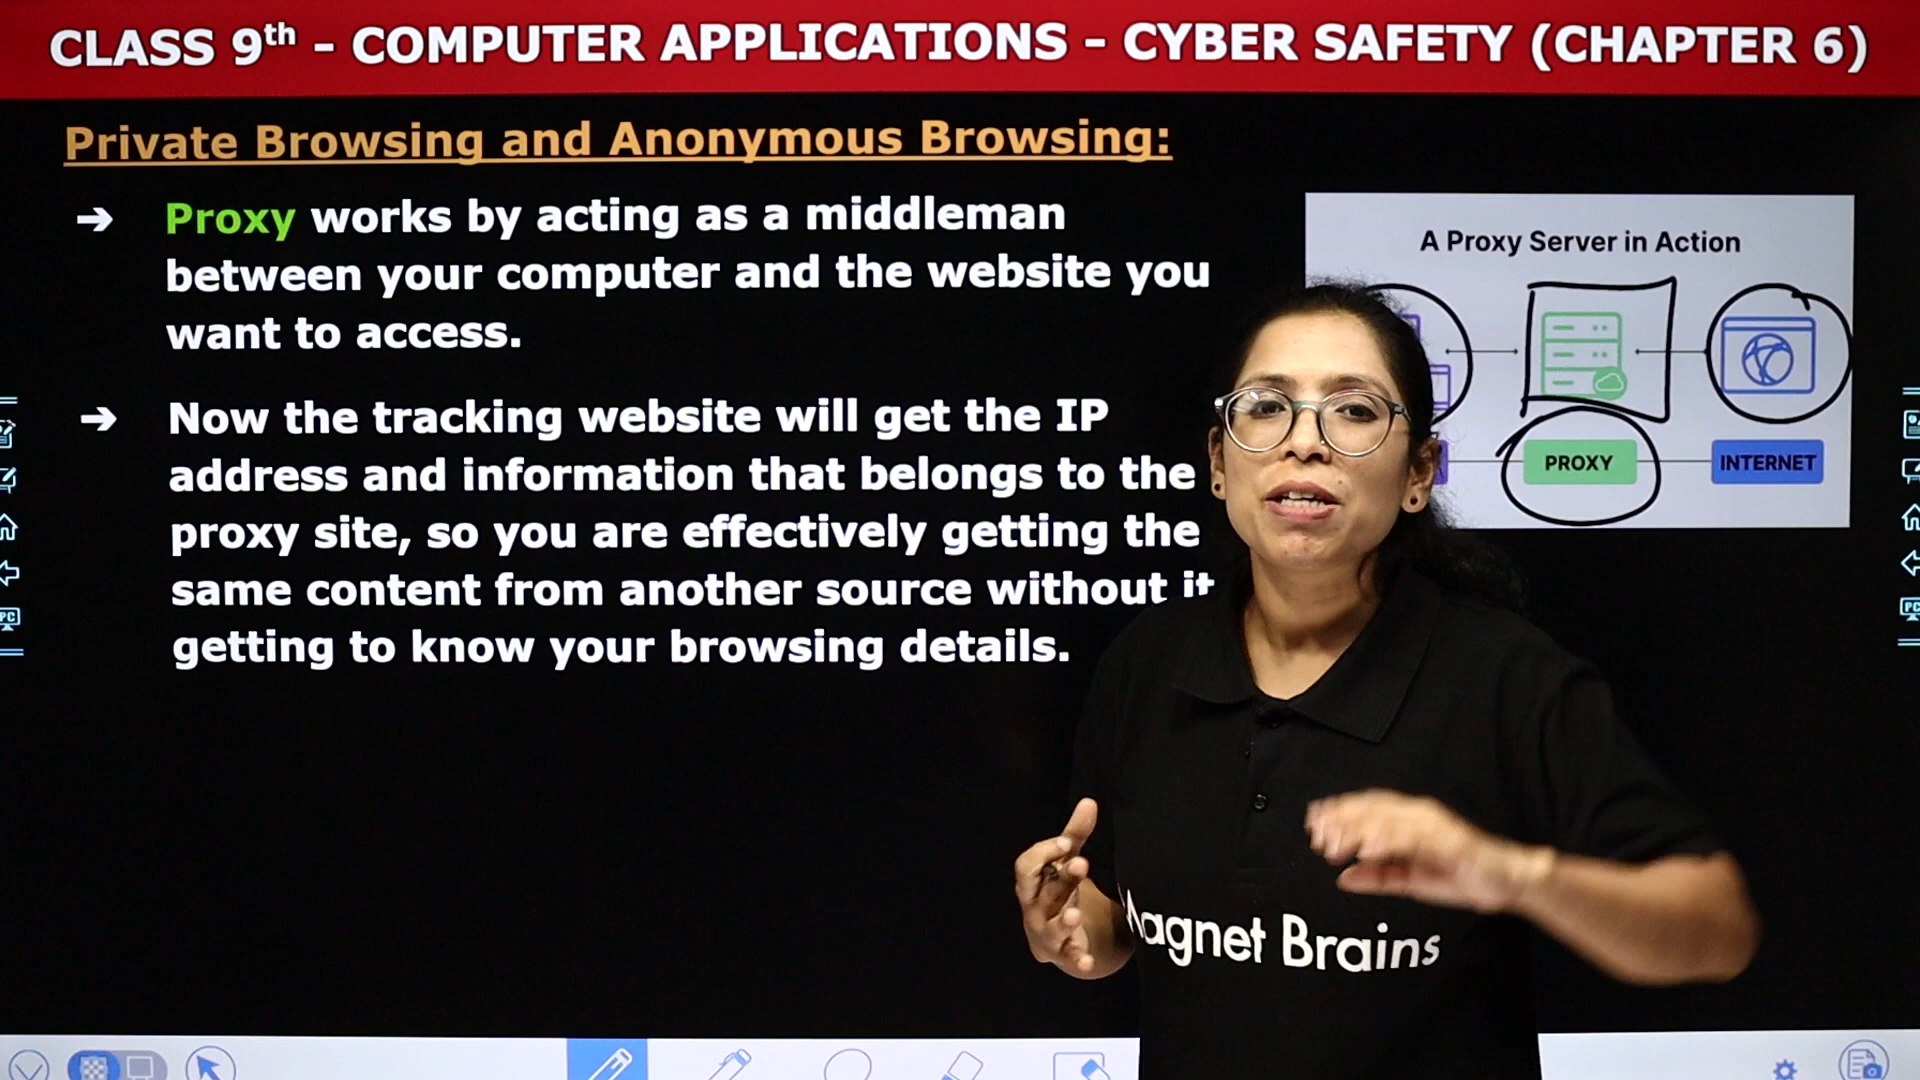 CLASS 9th - COMPUTER APPLICATIONS - CYBER SAFETY (CHAPTER 6)
Private Browsing and Anonymous Browsing:
➔ Proxy works by acting as a middleman
between your computer and the website you
want to access.
➔ Now the tracking website will get the IP
address and information that belongs to the
proxy site, so you are effectively getting the
same content from another source without it
getting to know your browsing details.
A Proxy Server in Action
PROXY
INTERNET
Magnet Brains
PC
PC